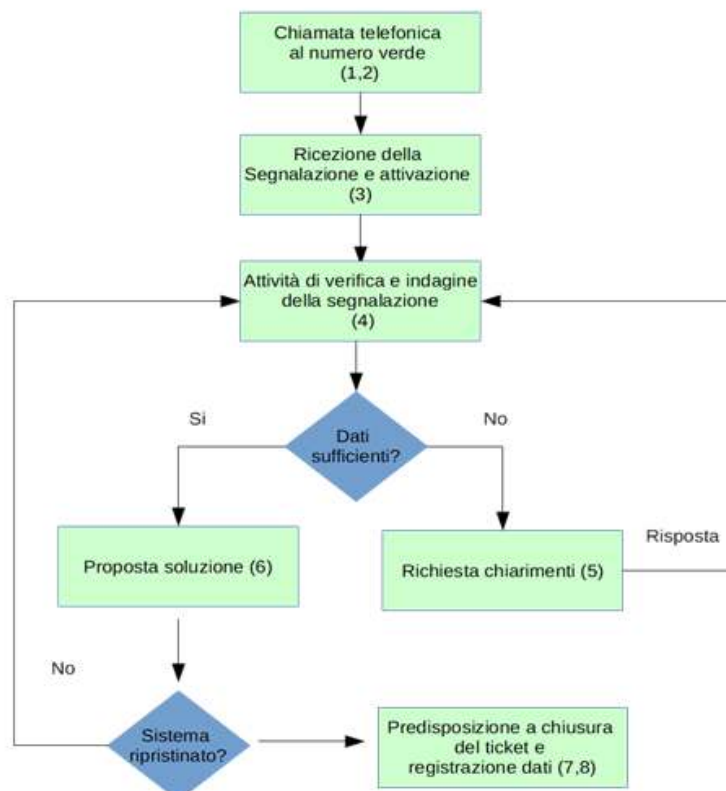 Chiamata telefonica
al numero verde
(1,2)
Ricezione della
Segnalazione e attivazione
(3)
Attività di verifica e indagine
della segnalazione
(4)
Si
No
Dati
sufficienti?
Risposta
Proposta soluzione (6)
Richiesta chiarimenti (5)
No
Sistema
ripristinato?
Predisposizione a chiusura
del ticket e
registrazione dati (7,8)